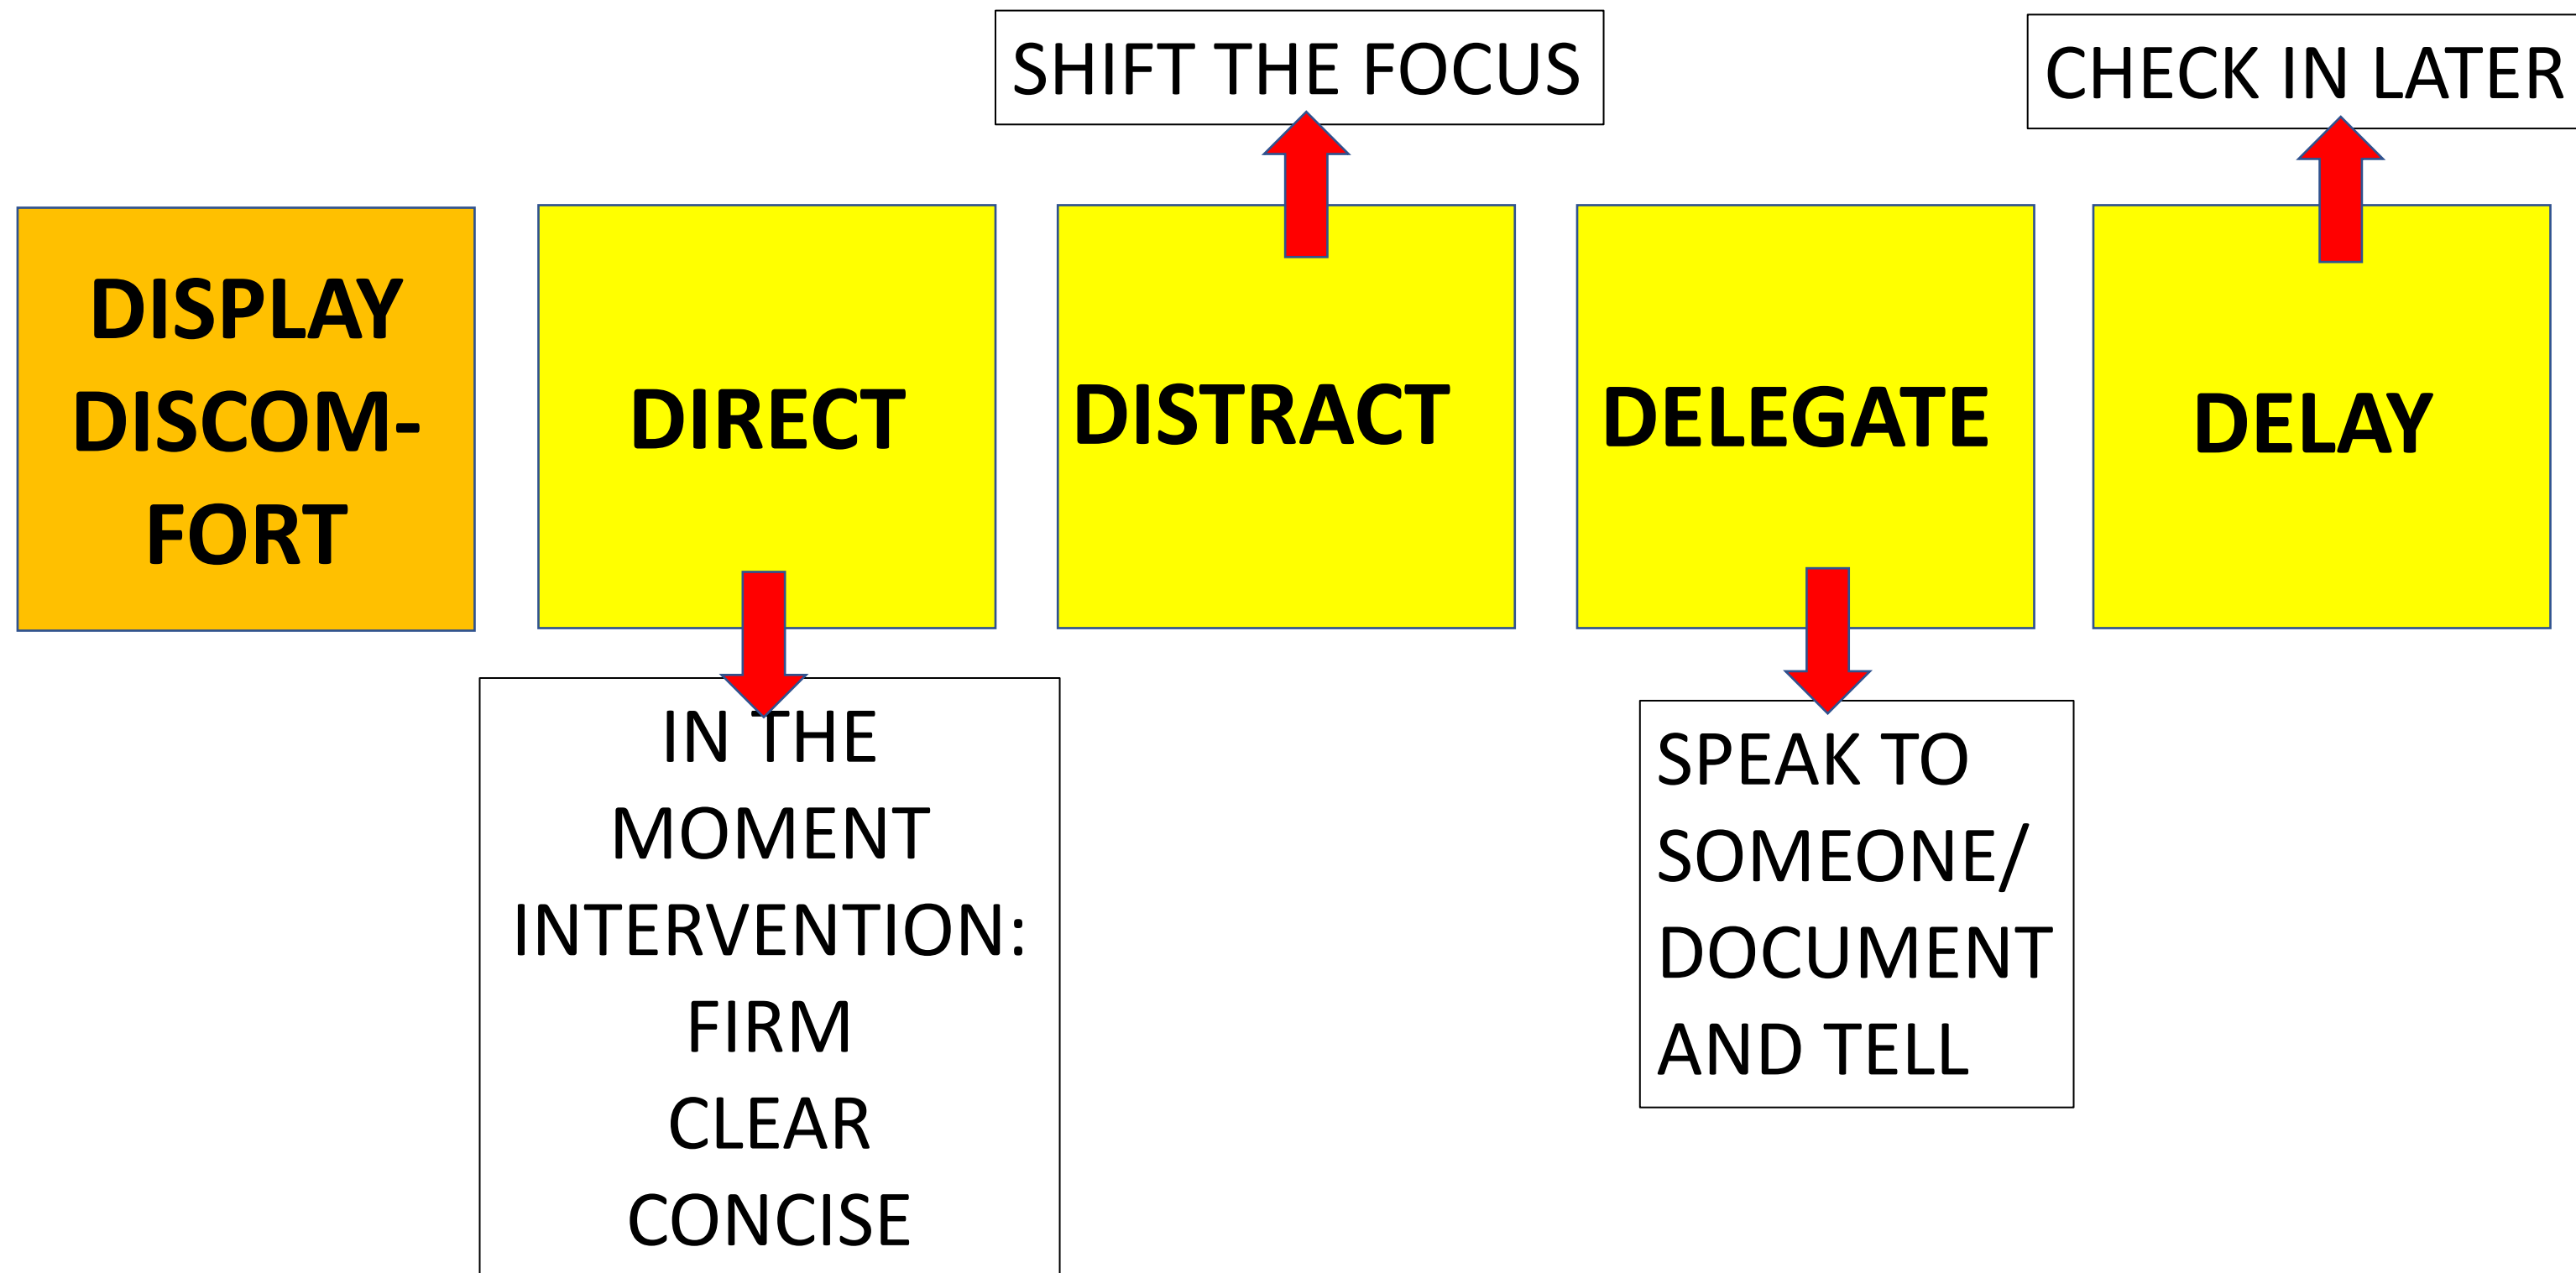 SHIFT THE FOCUS
CHECK IN LATER
DISPLAY
DISCOM-
FORT
DIRECT
DISTRACT
DELEGATE
DELAY
IN THE
MOMENT
INTERVENTION:
FIRM
CLEAR
CONCISE
SPEAK TO
SOMEONE/
DOCUMENT
AND TELL